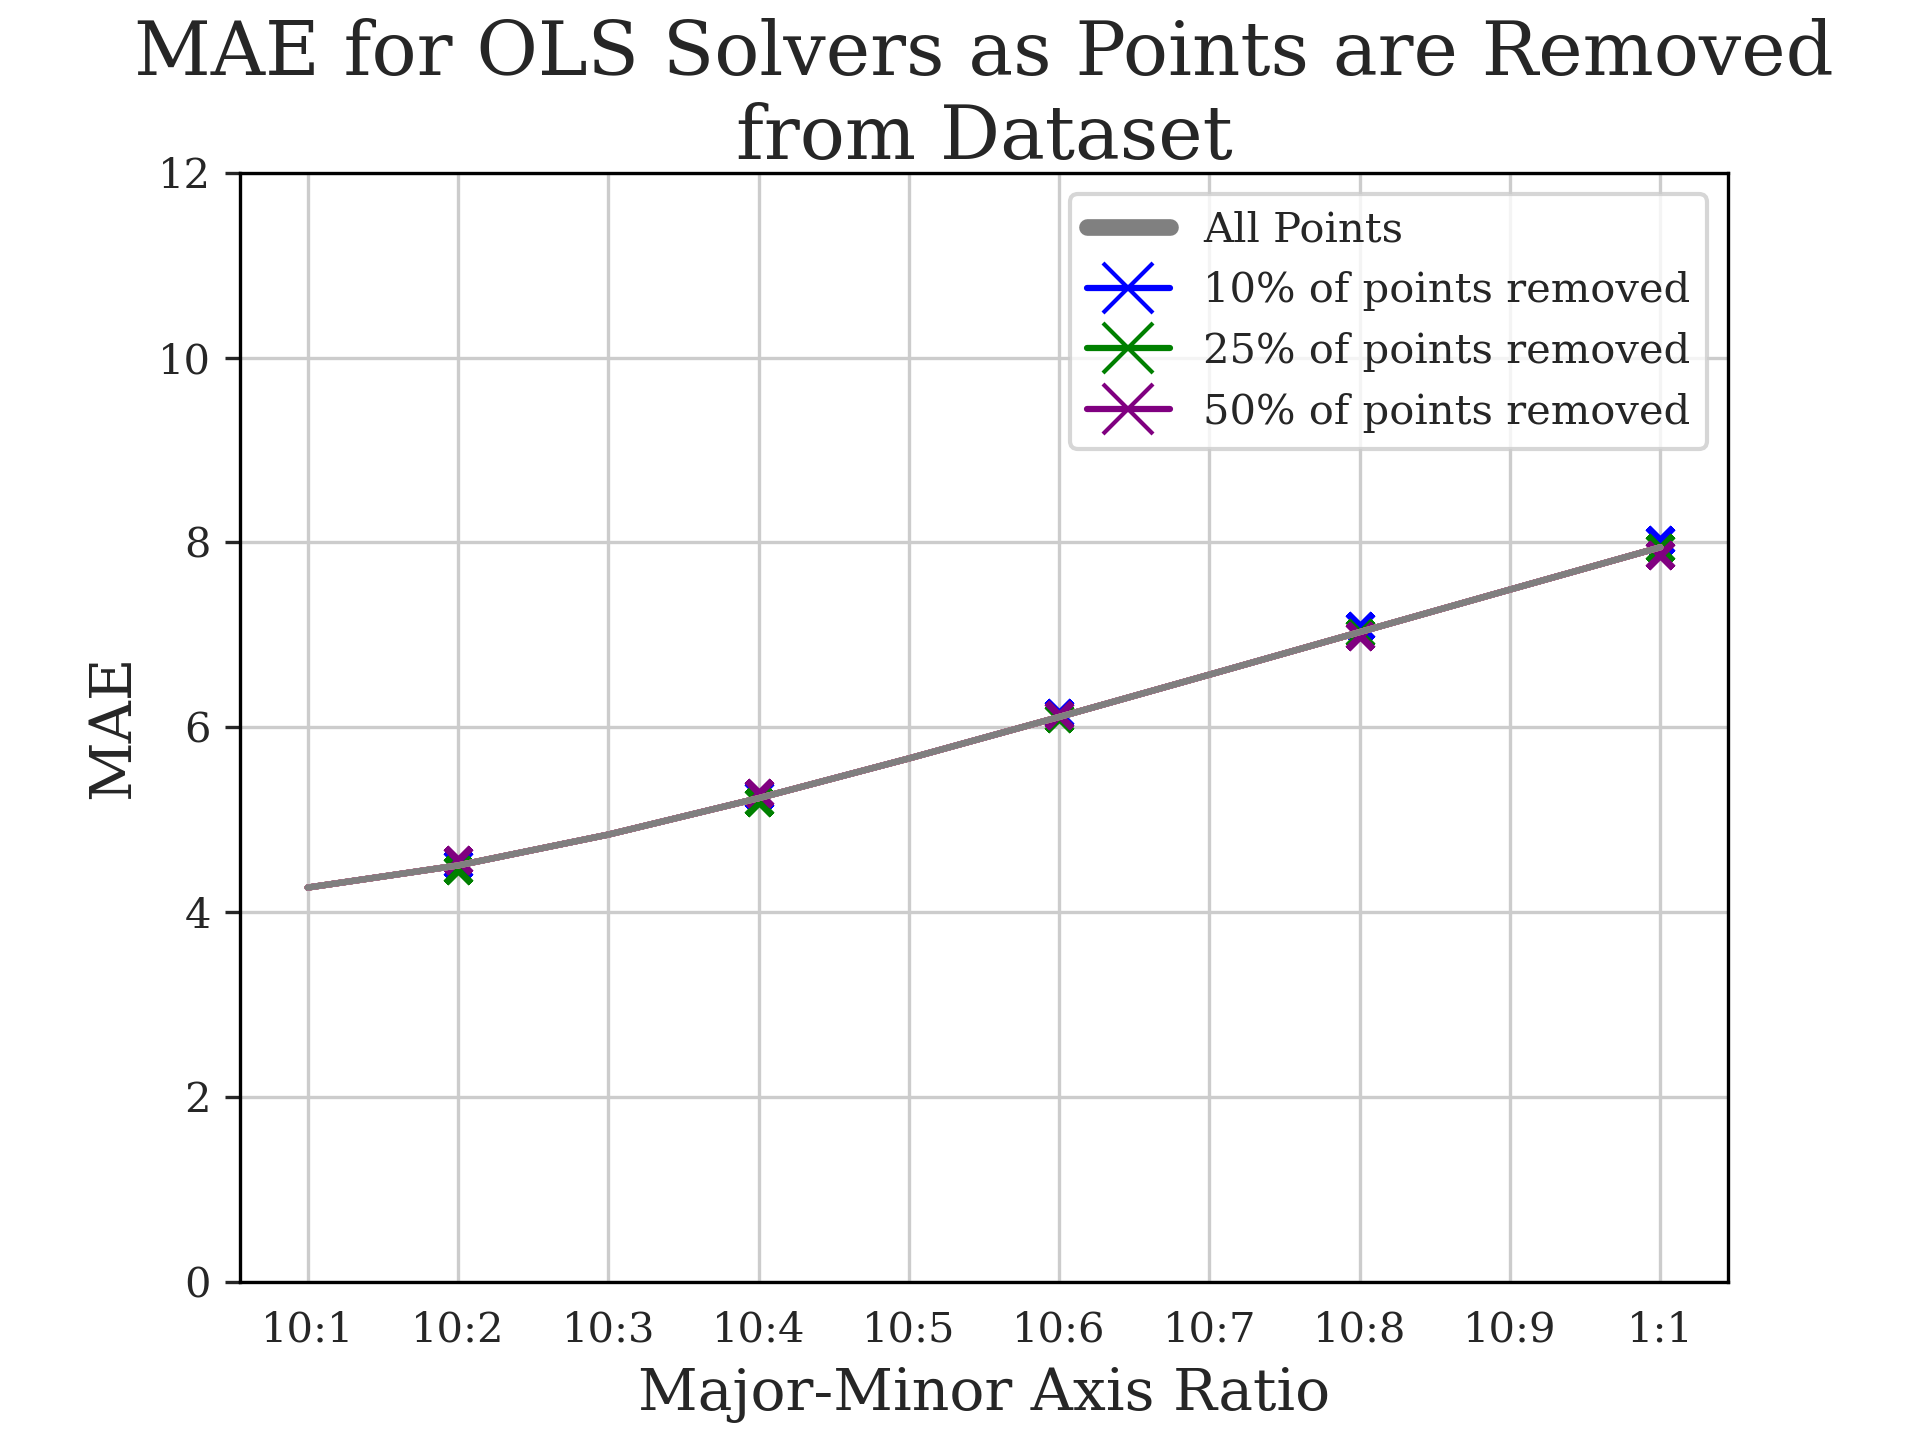 MAE for OLS Solvers as Points are Removed
from Dataset
12
10
8
6
4
2
0
MAE
All Points
10% of points removed
25% of points removed
50% of points removed
10:1 10:2 10:3 10:4 10:5 10:6 10:7 10:8 10:9 1:1
Major-Minor Axis Ratio